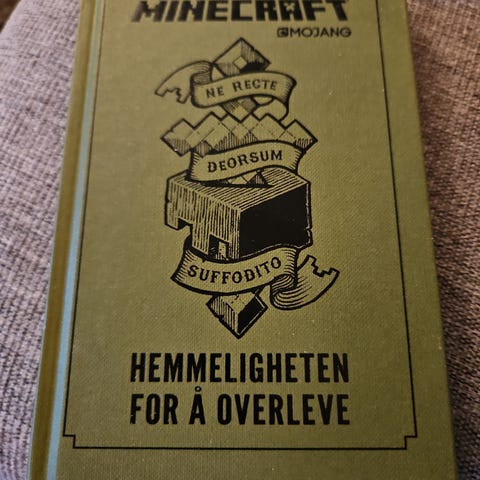 MINECRAFT
MOJANG
NE RECTE
DEORSUM
SUFFODITO
HEMMELIGHETEN
FOR Å OVERLEVE